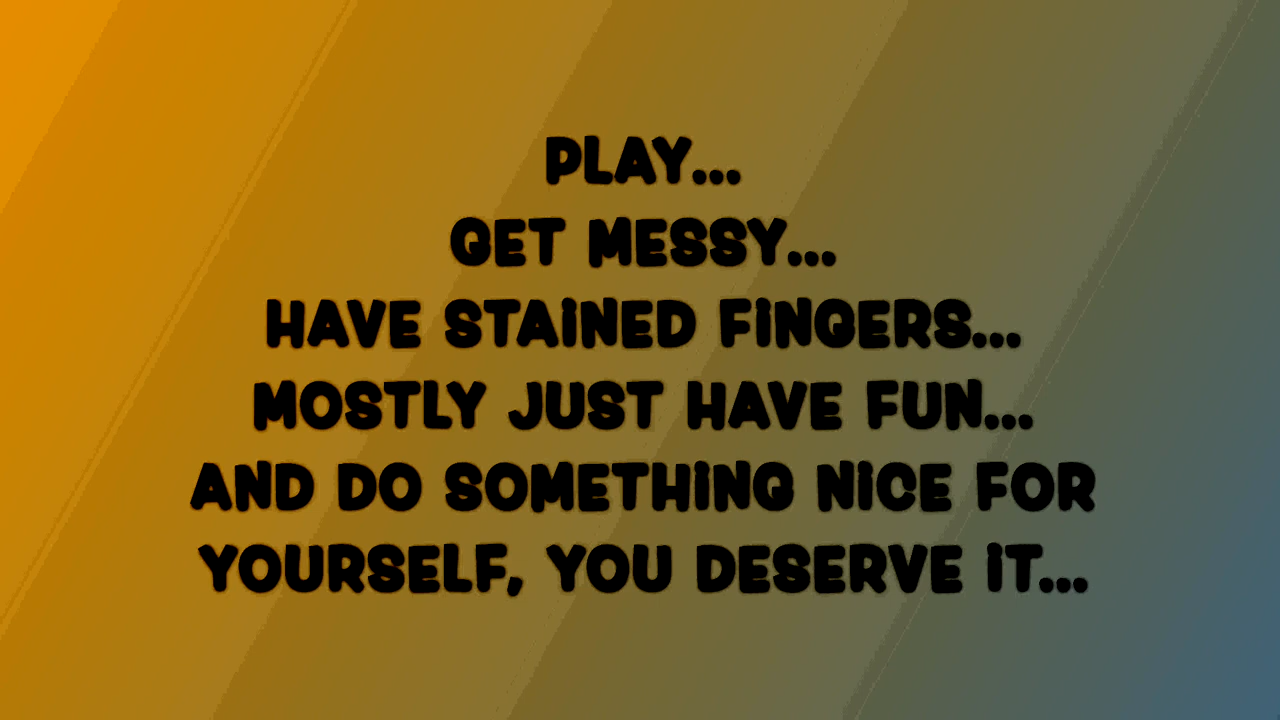 PLAY...
GET MESSY...
HAVE STAINED FINGERS...
MOSTLY JUST HAVE FUN...
AND DO SOMETHING NICE FOR
YOURSELF, YOU DESERVE IT...